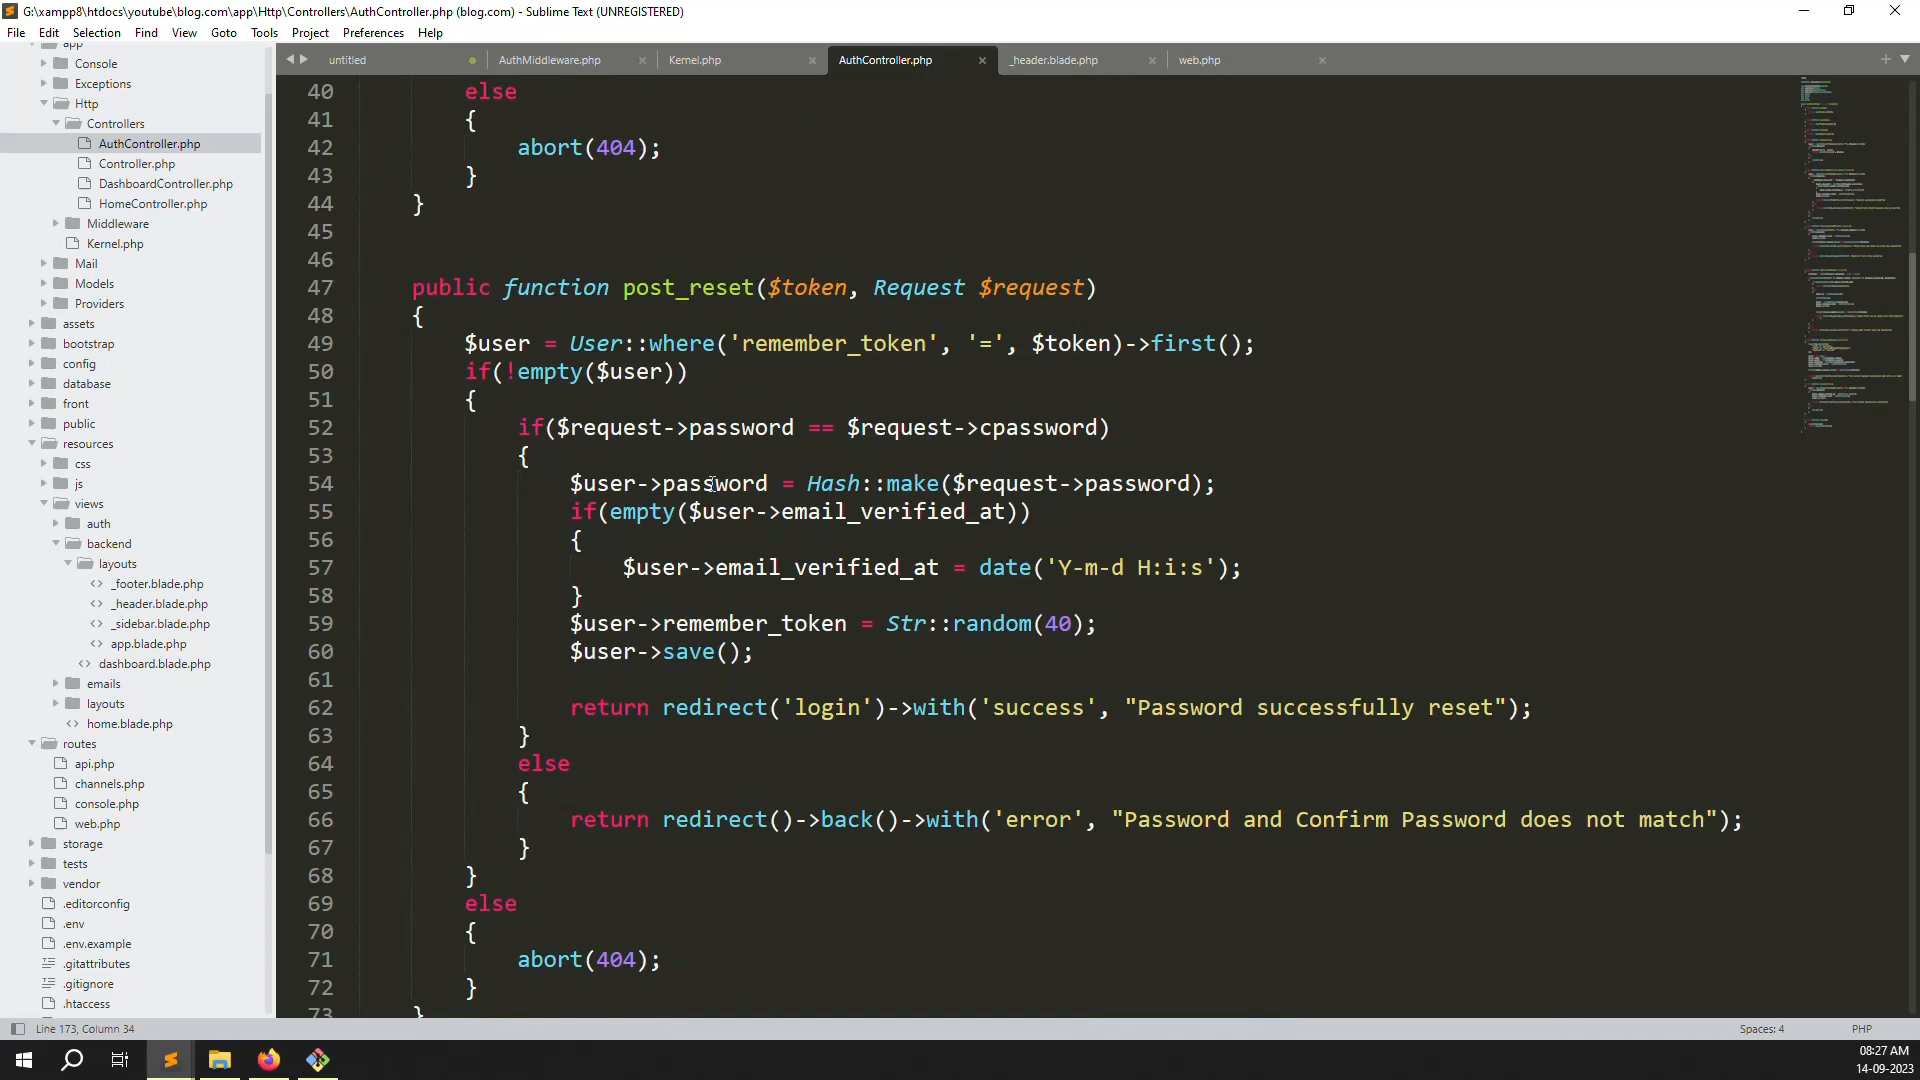 G:\xampp8\htdocs\youtube\blog.com\app\Http\Controllers\AuthController.php (blog.com) - Sublime Text (UNREGISTERED)
File Edit Selection Find View Goto Tools Project Preferences Help
app
Console
Exceptions
Http
Controllers
AuthController.php
Controller.php
DashboardController.php
HomeController.php
Middleware
Kernel.php
Mail
Models
Providers
assets
bootstrap
config
database
front
public
resources
css
js
views
auth
backend
layouts
_footer.blade.php
_header.blade.php
_sidebar.blade.php
app.blade.php
dashboard.blade.php
emails
layouts
home.blade.php
routes
api.php
channels.php
console.php
web.php
storage
tests
vendor
.editorconfig
.env
.env.example
.gitattributes
.gitignore
.htaccess
untitled AuthMiddleware.php Kernel.php AuthController.php _header.blade.php web.php
40 else
41 {
42 abort(404);
43 }
44 }
45
46
47 public function post_reset($token, Request $request)
48 {
49 $user = User::where('remember_token', '=', $token)->first();
50 if(!empty($user))
51 {
52 if($request->password == $request->cpassword)
53 {
54 $user->password = Hash::make($request->password);
55 if(empty($user->email_verified_at))
56 {
57 $user->email_verified_at = date('Y-m-d H:i:s');
58 }
59 $user->remember_token = Str::random(40);
60 $user->save();
61
62 return redirect('login')->with('success', "Password successfully reset");
63 }
64 else
65 {
66 return redirect()->back()->with('error', "Password and Confirm Password does not match");
67 }
68 }
69 else
70 {
71 abort(404);
72 }
73 }
Line 173, Column 34 Spaces: 4 PHP
08:27 AM
14-09-2023